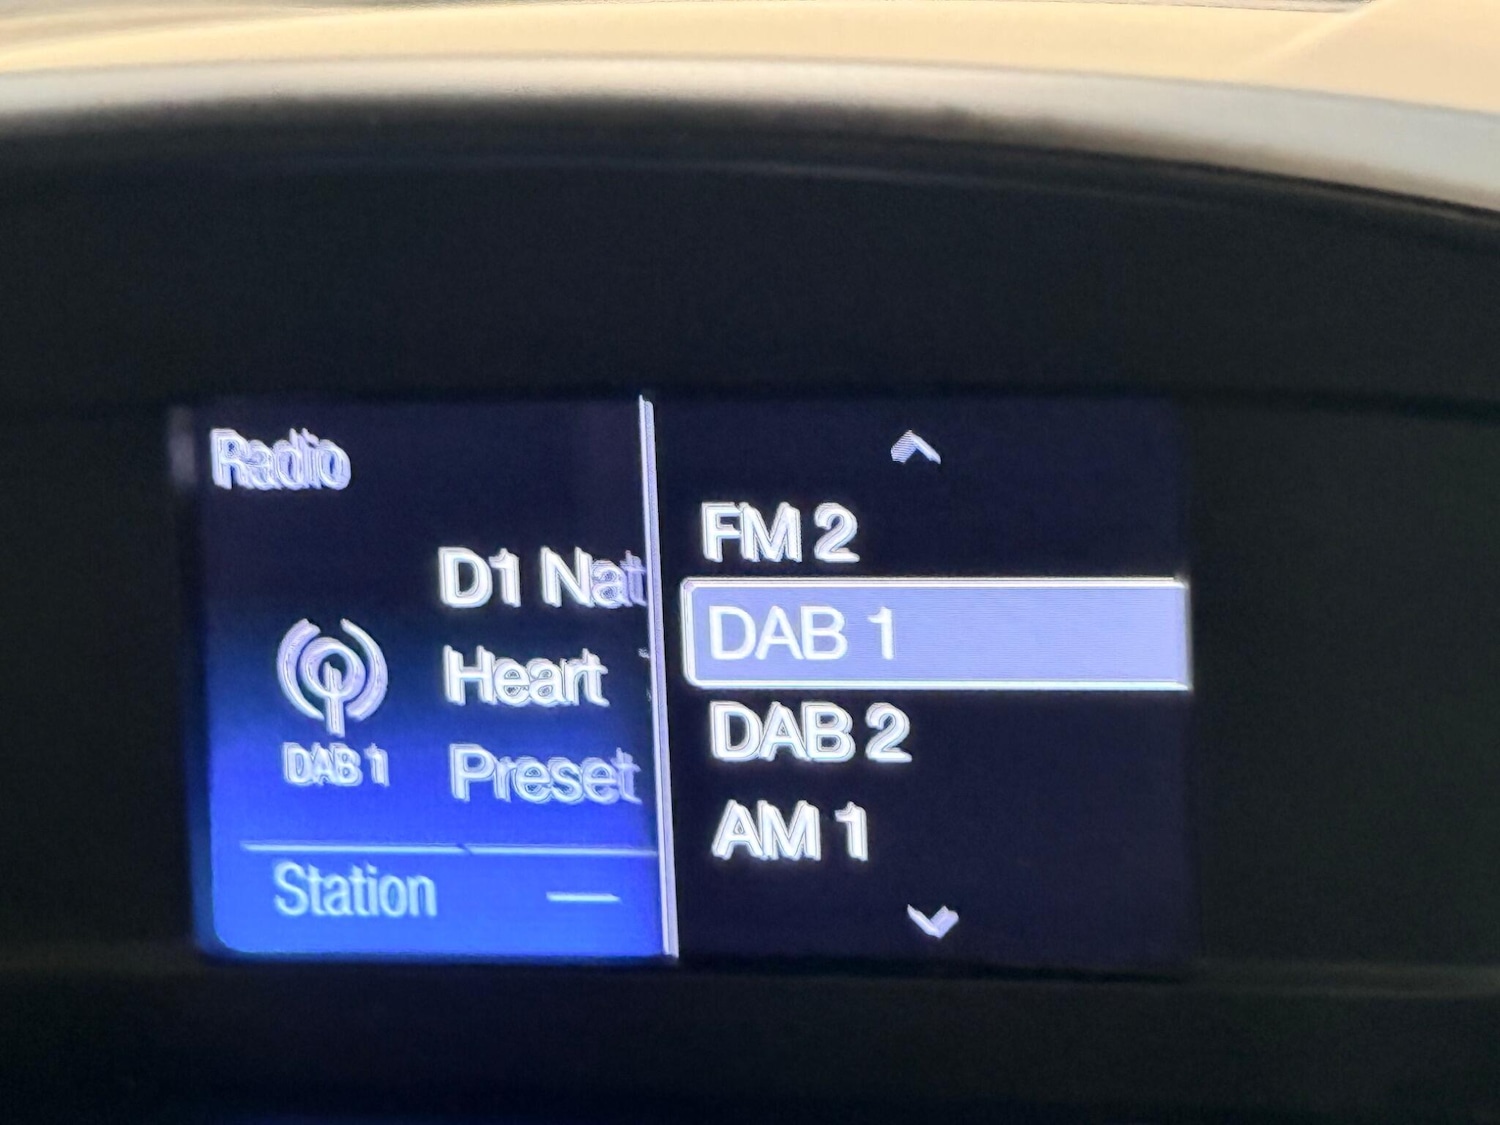 Radio
D1 Nat
Heart
DAB 1
Preset
Station
FM 2
DAB 1
DAB 2
AM 1